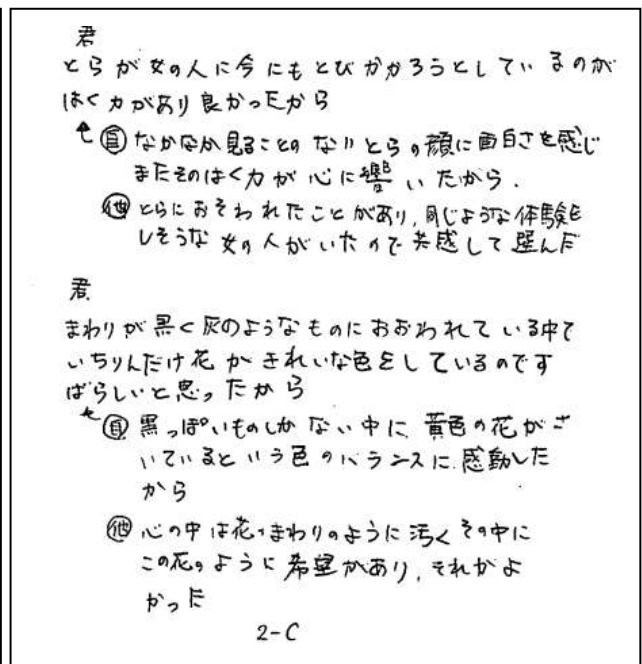 君
とらが女の人に今にもとびかかろうとしているのが
はく力があり良かったから
↑ 自 なかなか見ることのないとらの顔に面白さを感じ
またそのはく力が心に響いたから.
他 とらにおそわれたことがあり,同じような体験を
しそうな女の人がいたので共感して選んだ
君
まわりが黒く灰のようなものにおおわれている中で
いちりんだけ花がきれいな色をしているのです
ばらしいと思ったから
↑ 自 黒っぽいものしかない中に 黄色の花がさ
いているという色のバランスに感動した
から
他 心の中は花のまわりのように汚く その中に
この花のように希望があり,それがよ
かった
2-C